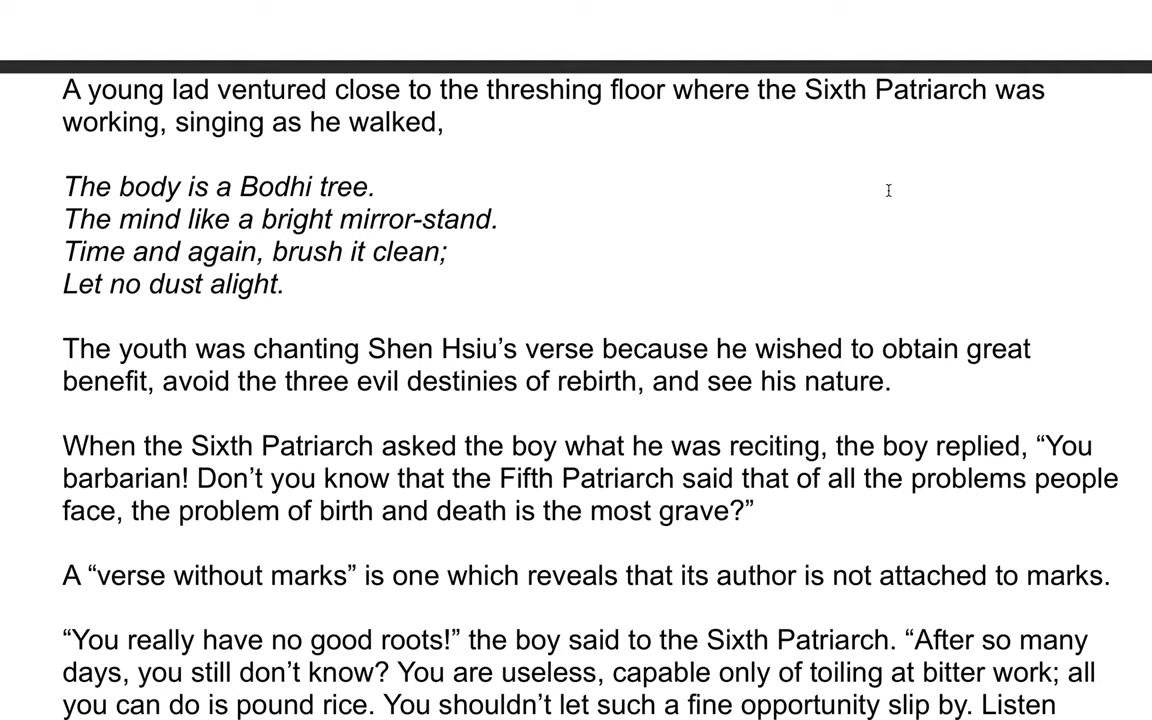 A young lad ventured close to the threshing floor where the Sixth Patriarch was
working, singing as he walked,
The body is a Bodhi tree.
The mind like a bright mirror-stand.
Time and again, brush it clean;
Let no dust alight.
The youth was chanting Shen Hsiu’s verse because he wished to obtain great
benefit, avoid the three evil destinies of rebirth, and see his nature.
When the Sixth Patriarch asked the boy what he was reciting, the boy replied, “You
barbarian! Don’t you know that the Fifth Patriarch said that of all the problems people
face, the problem of birth and death is the most grave?”
A “verse without marks” is one which reveals that its author is not attached to marks.
“You really have no good roots!” the boy said to the Sixth Patriarch. “After so many
days, you still don’t know? You are useless, capable only of toiling at bitter work; all
you can do is pound rice. You shouldn’t let such a fine opportunity slip by. Listen